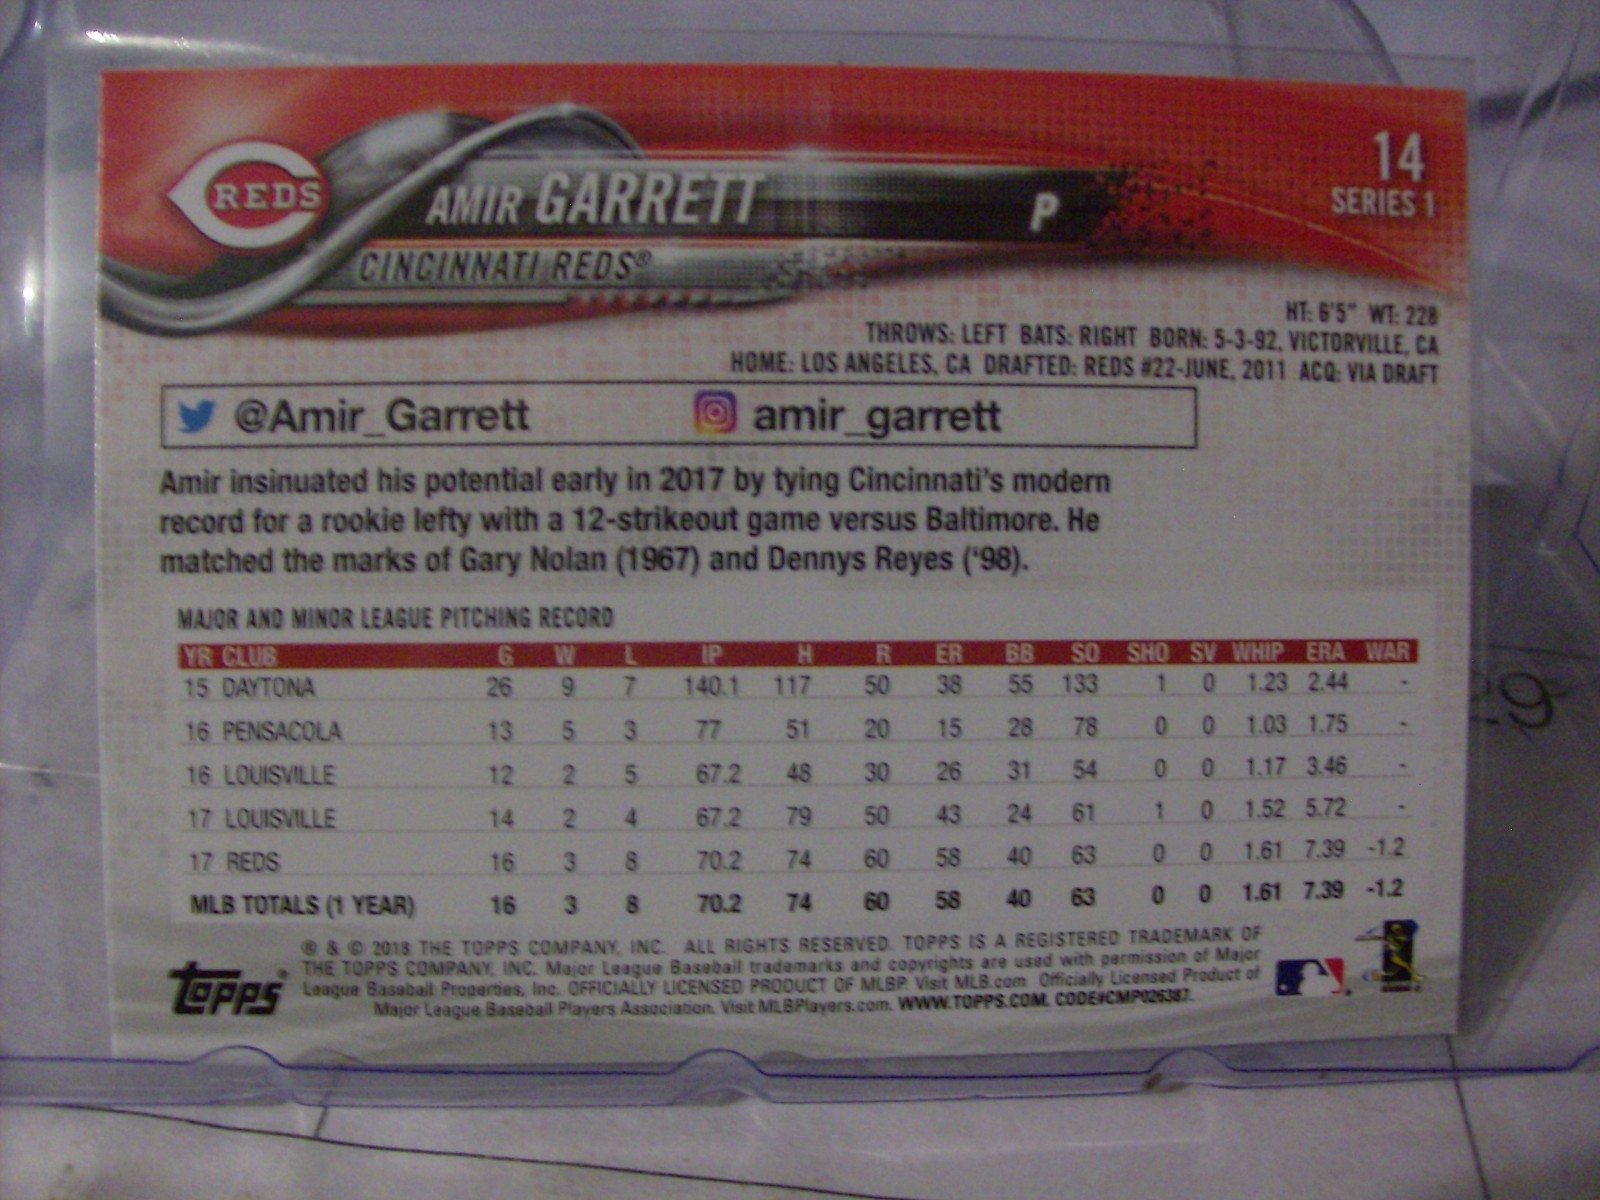 REDS
AMIR GARRETT
P
14
SERIES 1
CINCINNATI REDS®
HT: 6'5" WT: 228
THROWS: LEFT BATS: RIGHT BORN: 5-3-92, VICTORVILLE, CA
HOME: LOS ANGELES, CA DRAFTED: REDS #22-JUNE, 2011 ACQ: VIA DRAFT
@Amir_Garrett amir_garrett
Amir insinuated his potential early in 2017 by tying Cincinnati's modern
record for a rookie lefty with a 12-strikeout game versus Baltimore. He
matched the marks of Gary Nolan (1967) and Dennys Reyes ('98).
MAJOR AND MINOR LEAGUE PITCHING RECORD
YR CLUB G W L IP H R ER BB SO SHO SV WHIP ERA WAR
15 DAYTONA 26 9 7 140.1 117 50 38 55 133 1 0 1.23 2.44 -
16 PENSACOLA 13 5 3 77 51 20 15 28 78 0 0 1.03 1.75 -
16 LOUISVILLE 12 2 5 67.2 48 30 26 31 54 0 0 1.17 3.46 -
17 LOUISVILLE 14 2 4 67.2 79 50 43 24 61 1 0 1.52 5.72 -
17 REDS 16 3 8 70.2 74 60 58 40 63 0 0 1.61 7.39 -1.2
MLB TOTALS (1 YEAR) 16 3 8 70.2 74 60 58 40 63 0 0 1.61 7.39 -1.2
topps®
® & © 2018 THE TOPPS COMPANY, INC. ALL RIGHTS RESERVED. TOPPS IS A REGISTERED TRADEMARK OF
THE TOPPS COMPANY, INC. Major League Baseball trademarks and copyrights are used with permission of Major
League Baseball Properties, Inc. OFFICIALLY LICENSED PRODUCT OF MLBP Visit MLB.com Officially Licensed Product of
Major League Baseball Players Association. Visit MLBPlayers.com. WWW.TOPPS.COM. CODE#CMP026387.